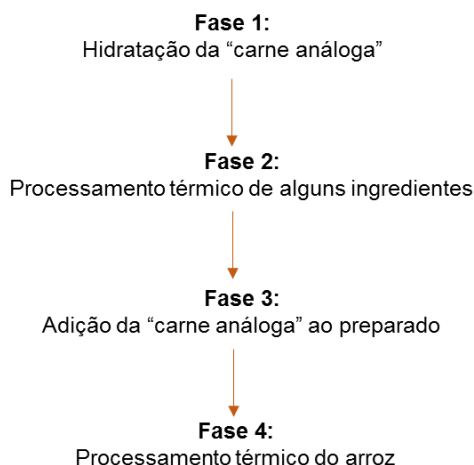 Fase 1:
Hidratação da “carne análoga”
Fase 2:
Processamento térmico de alguns ingredientes
Fase 3:
Adição da “carne análoga” ao preparado
Fase 4:
Processamento térmico do arroz